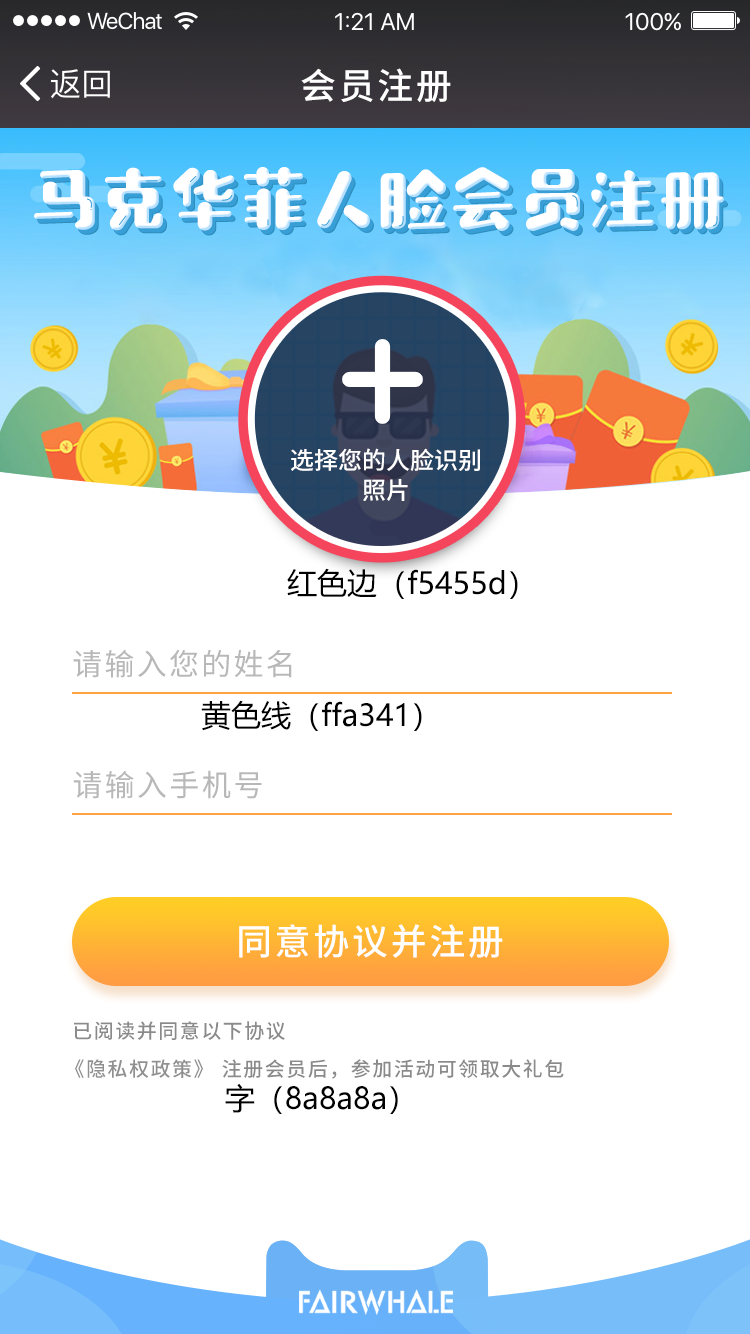 WeChat 1:21 AM 100%
返回 会员注册
马克华菲人脸会员注册
选择您的人脸识别
照片
红色边（f5455d）
请输入您的姓名
黄色线（ffa341）
请输入手机号
同意协议并注册
已阅读并同意以下协议
《隐私权政策》 注册会员后，参加活动可领取大礼包
字（8a8a8a）
FAIRWHALE